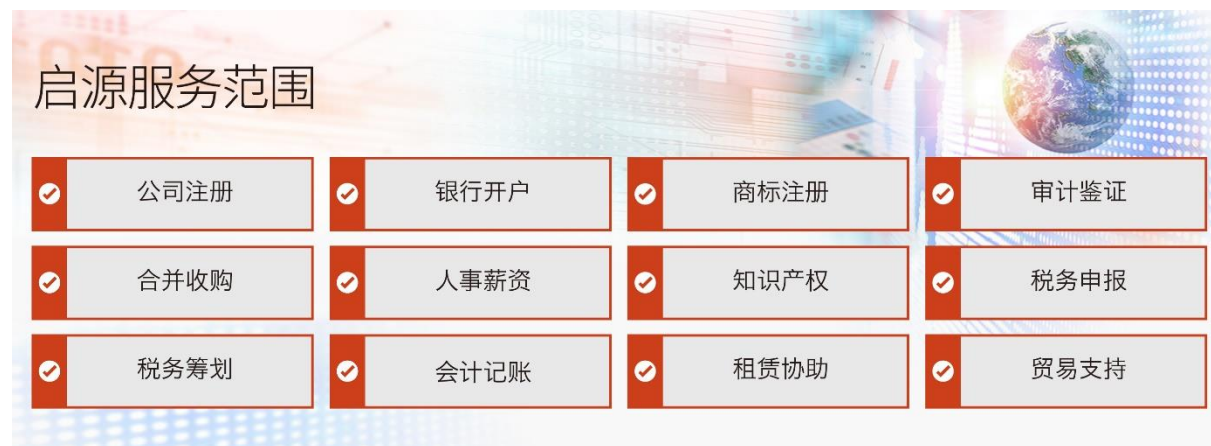 启源服务范围
公司注册
银行开户
商标注册
审计鉴证
合并收购
人事薪资
知识产权
税务申报
税务筹划
会计记账
租赁协助
贸易支持